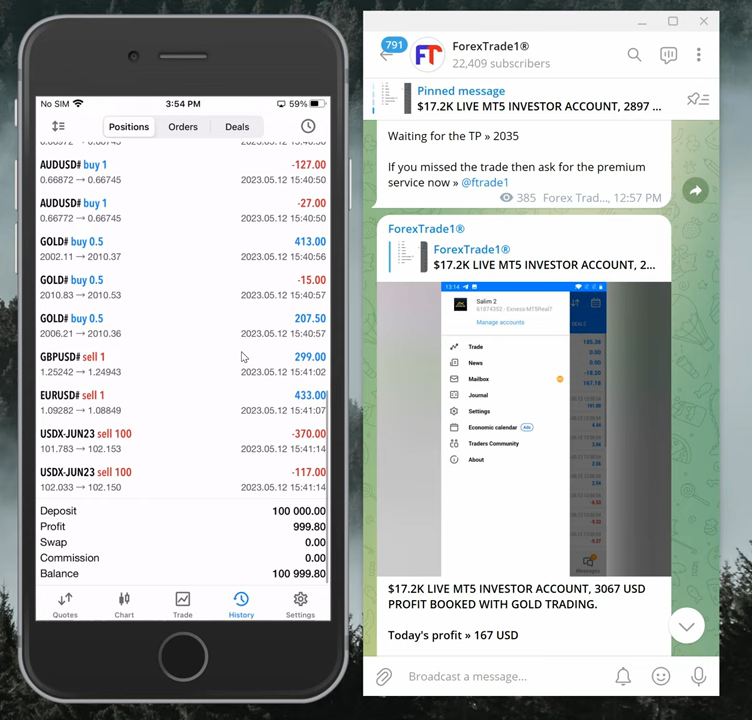 No SIM 3:54 PM 59%
Positions Orders Deals
AUDUSD# buy 1 -127.00
0.66872 → 0.66745 2023.05.12 15:40:50
AUDUSD# buy 1 -27.00
0.66772 → 0.66745 2023.05.12 15:40:50
GOLD# buy 0.5 413.00
2002.11 → 2010.37 2023.05.12 15:40:56
GOLD# buy 0.5 -15.00
2010.83 → 2010.53 2023.05.12 15:40:57
GOLD# buy 0.5 207.50
2006.21 → 2010.36 2023.05.12 15:40:57
GBPUSD# sell 1 299.00
1.25242 → 1.24943 2023.05.12 15:41:02
EURUSD# sell 1 433.00
1.09282 → 1.08849 2023.05.12 15:41:07
USDX-JUN23 sell 100 -370.00
101.783 → 102.153 2023.05.12 15:41:14
USDX-JUN23 sell 100 -117.00
102.033 → 102.150 2023.05.12 15:41:14
Deposit 100 000.00
Profit 999.80
Swap 0.00
Commission 0.00
Balance 100 999.80
Quotes Chart Trade History Settings
791
FT
ForexTrade1®
22,409 subscribers
Pinned message
$17.2K LIVE MT5 INVESTOR ACCOUNT, 2897 ...
Waiting for the TP » 2035
If you missed the trade then ask for the premium
service now » @ftrade1
385 Forex Trad..., 12:57 PM
ForexTrade1®
ForexTrade1®
$17.2K LIVE MT5 INVESTOR ACCOUNT, 2...
13:14
Salim 2
Manage accounts
Trade
News
Mailbox
Journal
Settings
Economic calendar Ads
Traders Community
About
Messages
$17.2K LIVE MT5 INVESTOR ACCOUNT, 3067 USD
PROFIT BOOKED WITH GOLD TRADING.
Today's profit » 167 USD
Broadcast a message...